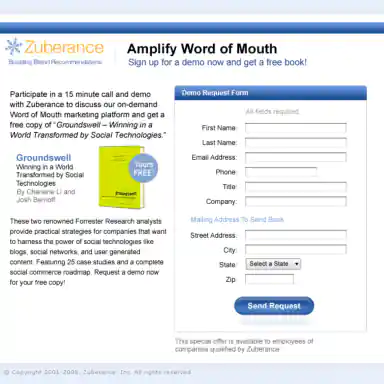 Zuberance
Building Brand Recommendations
Amplify Word of Mouth
Sign up for a demo now and get a free book!
Participate in a 15 minute call and demo
with Zuberance to discuss our on-demand
Word of Mouth marketing platform and get a
free copy of "Groundswell – Winning in a
World Transformed by Social Technologies."
Groundswell
Winning in a World
Transformed by Social
Technologies
By Charlene Li and
Josh Bernoff
Yours
FREE!
groundswell
These two renowned Forrester Research analysts
provide practical strategies for companies that want
to harness the power of social technologies like
blogs, social networks, and user generated
content. Featuring 25 case studies and a complete
social commerce roadmap. Request a demo now
for your free copy!
Demo Request Form
All fields required.
First Name:
Last Name:
Email Address:
Phone:
Title:
Company:
Mailing Address To Send Book
Street Address:
City:
State: Select a State
Zip:
Send Request
This special offer is available to employees of
companies qualified by Zuberance
© Copyright 2001-2008, Zuberance, Inc. All rights reserved